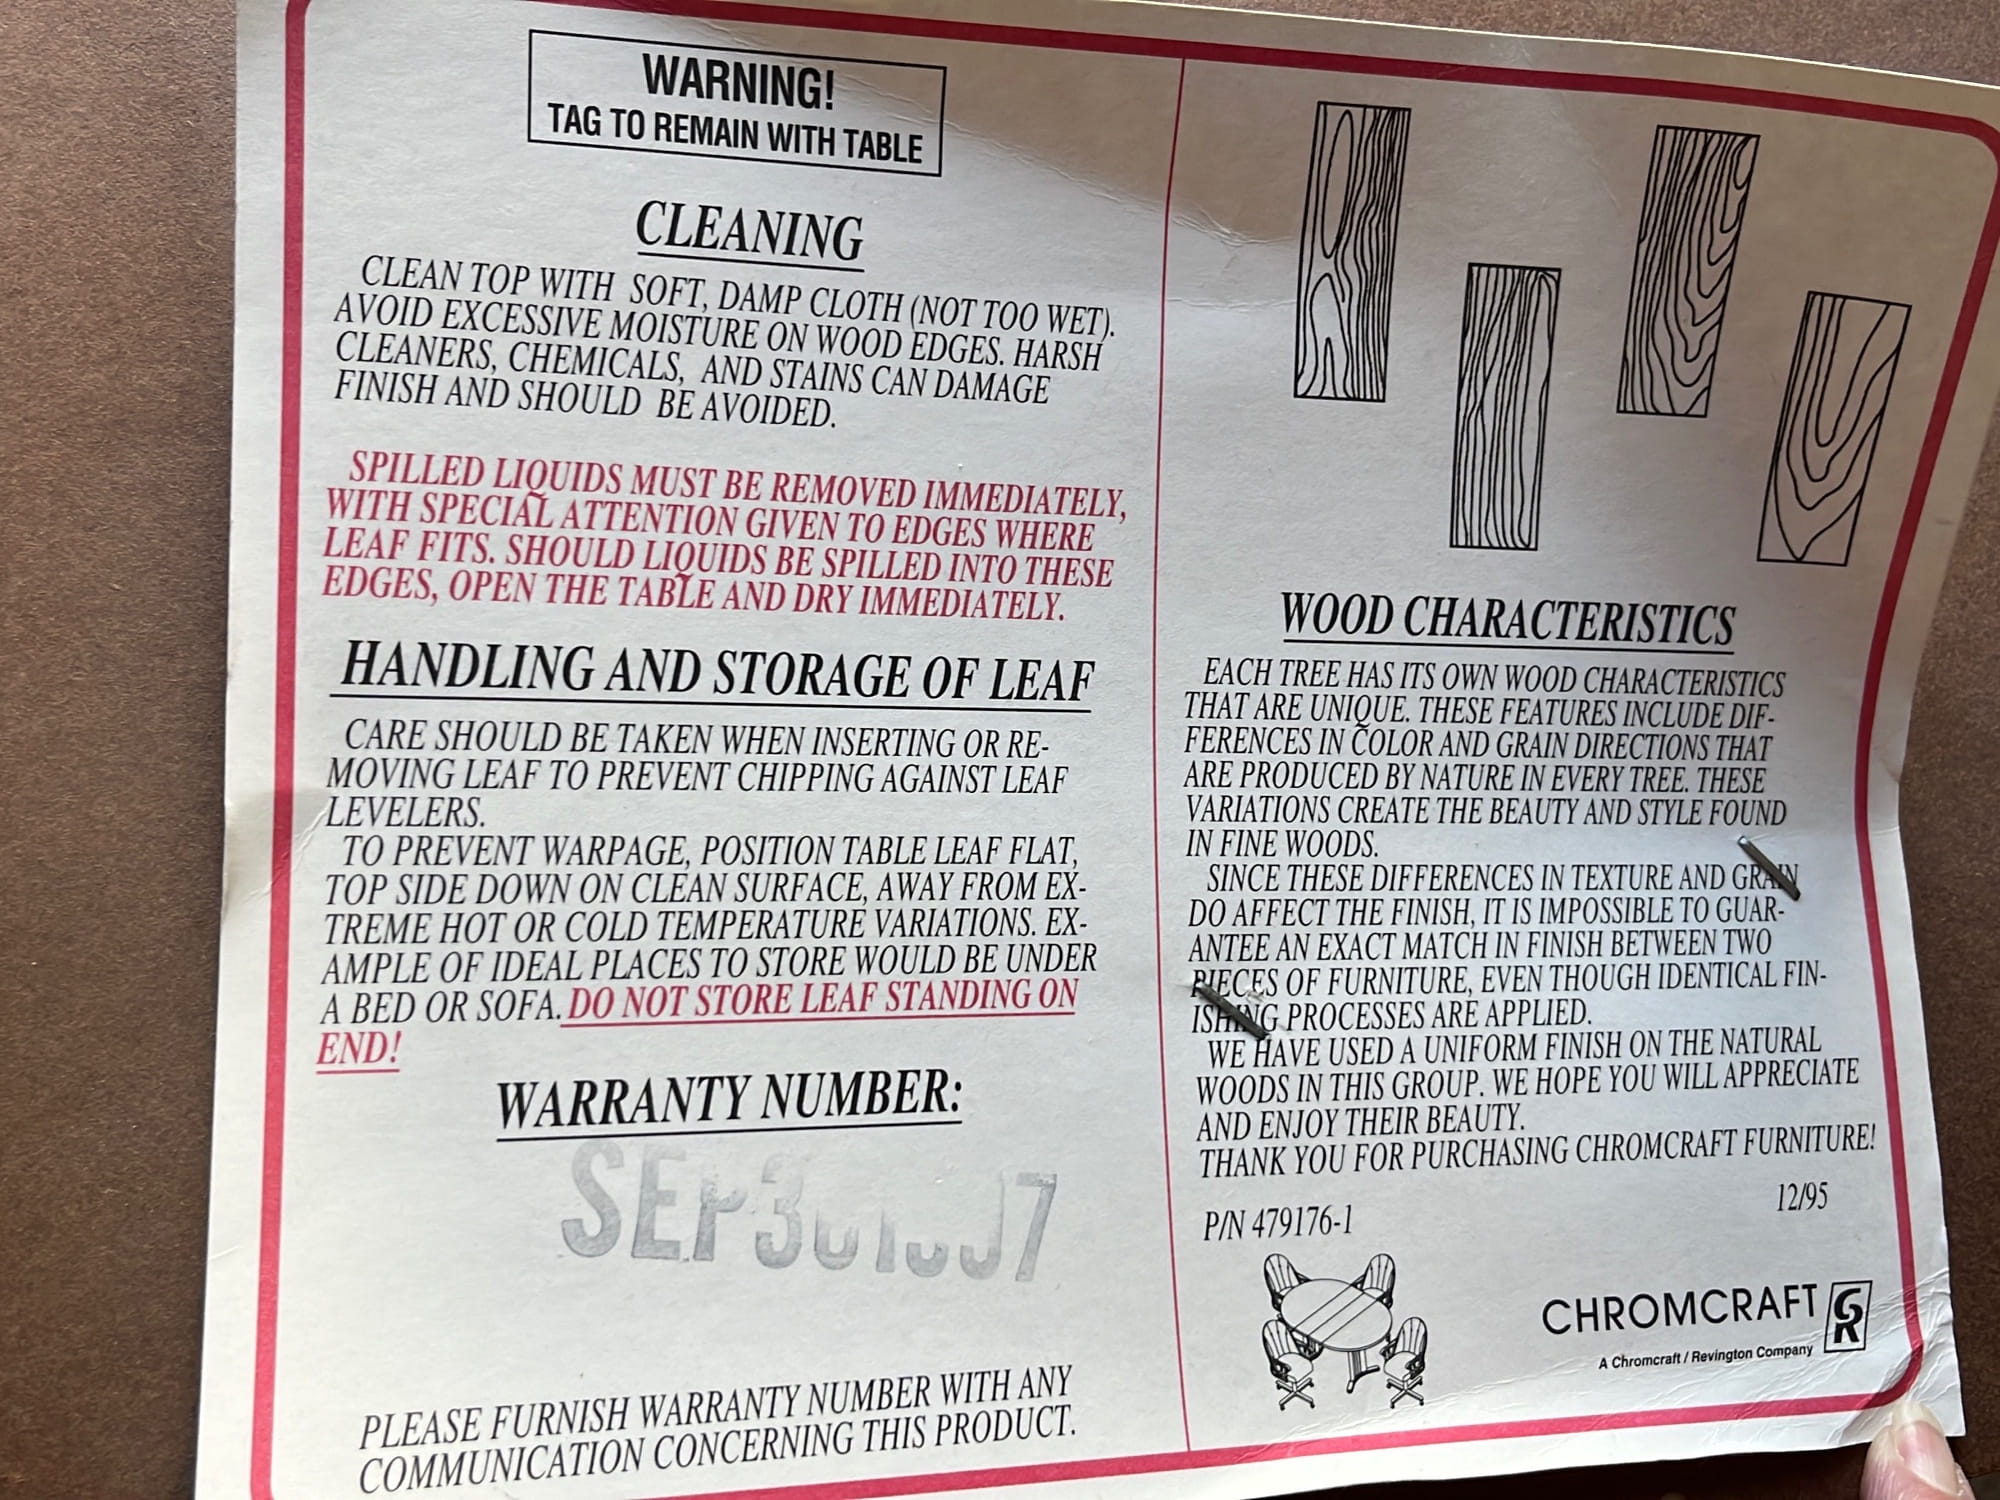 WARNING!
TAG TO REMAIN WITH TABLE
CLEANING
CLEAN TOP WITH SOFT, DAMP CLOTH (NOT TOO WET).
AVOID EXCESSIVE MOISTURE ON WOOD EDGES. HARSH
CLEANERS, CHEMICALS, AND STAINS CAN DAMAGE
FINISH AND SHOULD BE AVOIDED.
SPILLED LIQUIDS MUST BE REMOVED IMMEDIATELY,
WITH SPECIAL ATTENTION GIVEN TO EDGES WHERE
LEAF FITS. SHOULD LIQUIDS BE SPILLED INTO THESE
EDGES, OPEN THE TABLE AND DRY IMMEDIATELY.
HANDLING AND STORAGE OF LEAF
CARE SHOULD BE TAKEN WHEN INSERTING OR RE-
MOVING LEAF TO PREVENT CHIPPING AGAINST LEAF
LEVELERS.
TO PREVENT WARPAGE, POSITION TABLE LEAF FLAT,
TOP SIDE DOWN ON CLEAN SURFACE, AWAY FROM EX-
TREME HOT OR COLD TEMPERATURE VARIATIONS. EX-
AMPLE OF IDEAL PLACES TO STORE WOULD BE UNDER
A BED OR SOFA. DO NOT STORE LEAF STANDING ON
END!
WARRANTY NUMBER:
SEP
PLEASE FURNISH WARRANTY NUMBER WITH ANY
COMMUNICATION CONCERNING THIS PRODUCT.
WOOD CHARACTERISTICS
EACH TREE HAS ITS OWN WOOD CHARACTERISTICS
THAT ARE UNIQUE. THESE FEATURES INCLUDE DIF-
FERENCES IN COLOR AND GRAIN DIRECTIONS THAT
ARE PRODUCED BY NATURE IN EVERY TREE. THESE
VARIATIONS CREATE THE BEAUTY AND STYLE FOUND
IN FINE WOODS.
SINCE THESE DIFFERENCES IN TEXTURE AND GRAIN
DO AFFECT THE FINISH, IT IS IMPOSSIBLE TO GUAR-
ANTEE AN EXACT MATCH IN FINISH BETWEEN TWO
PIECES OF FURNITURE, EVEN THOUGH IDENTICAL FIN-
ISHING PROCESSES ARE APPLIED.
WE HAVE USED A UNIFORM FINISH ON THE NATURAL
WOODS IN THIS GROUP. WE HOPE YOU WILL APPRECIATE
AND ENJOY THEIR BEAUTY.
THANK YOU FOR PURCHASING CHROMCRAFT FURNITURE!
12/95
P/N 479176-1
CHROMCRAFT CR
A Chromcraft / Revington Company